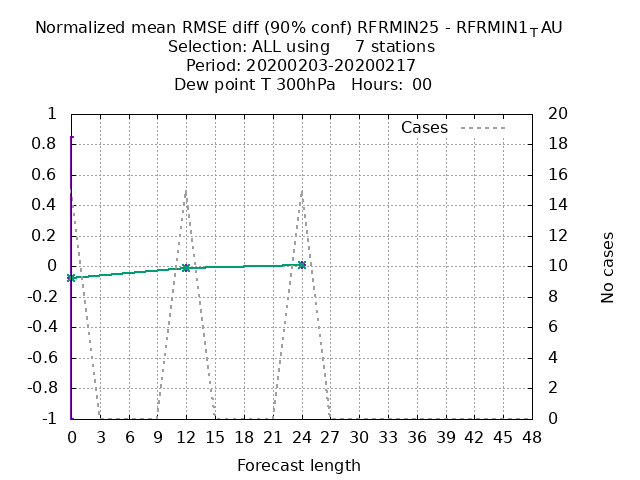 Normalized mean RMSE diff (90% conf) RFRMIN25 - RFRMIN1_TAU
Selection: ALL using     7 stations
Period: 20200203-20200217
Dew point T 300hPa   Hours: 00
Cases
1
0.8
0.6
0.4
0.2
0
-0.2
-0.4
-0.6
-0.8
-1
20
18
16
14
12
10
8
6
4
2
0
No cases
0 3 6 9 12 15 18 21 24 27 30 33 36 39 42 45 48
Forecast length